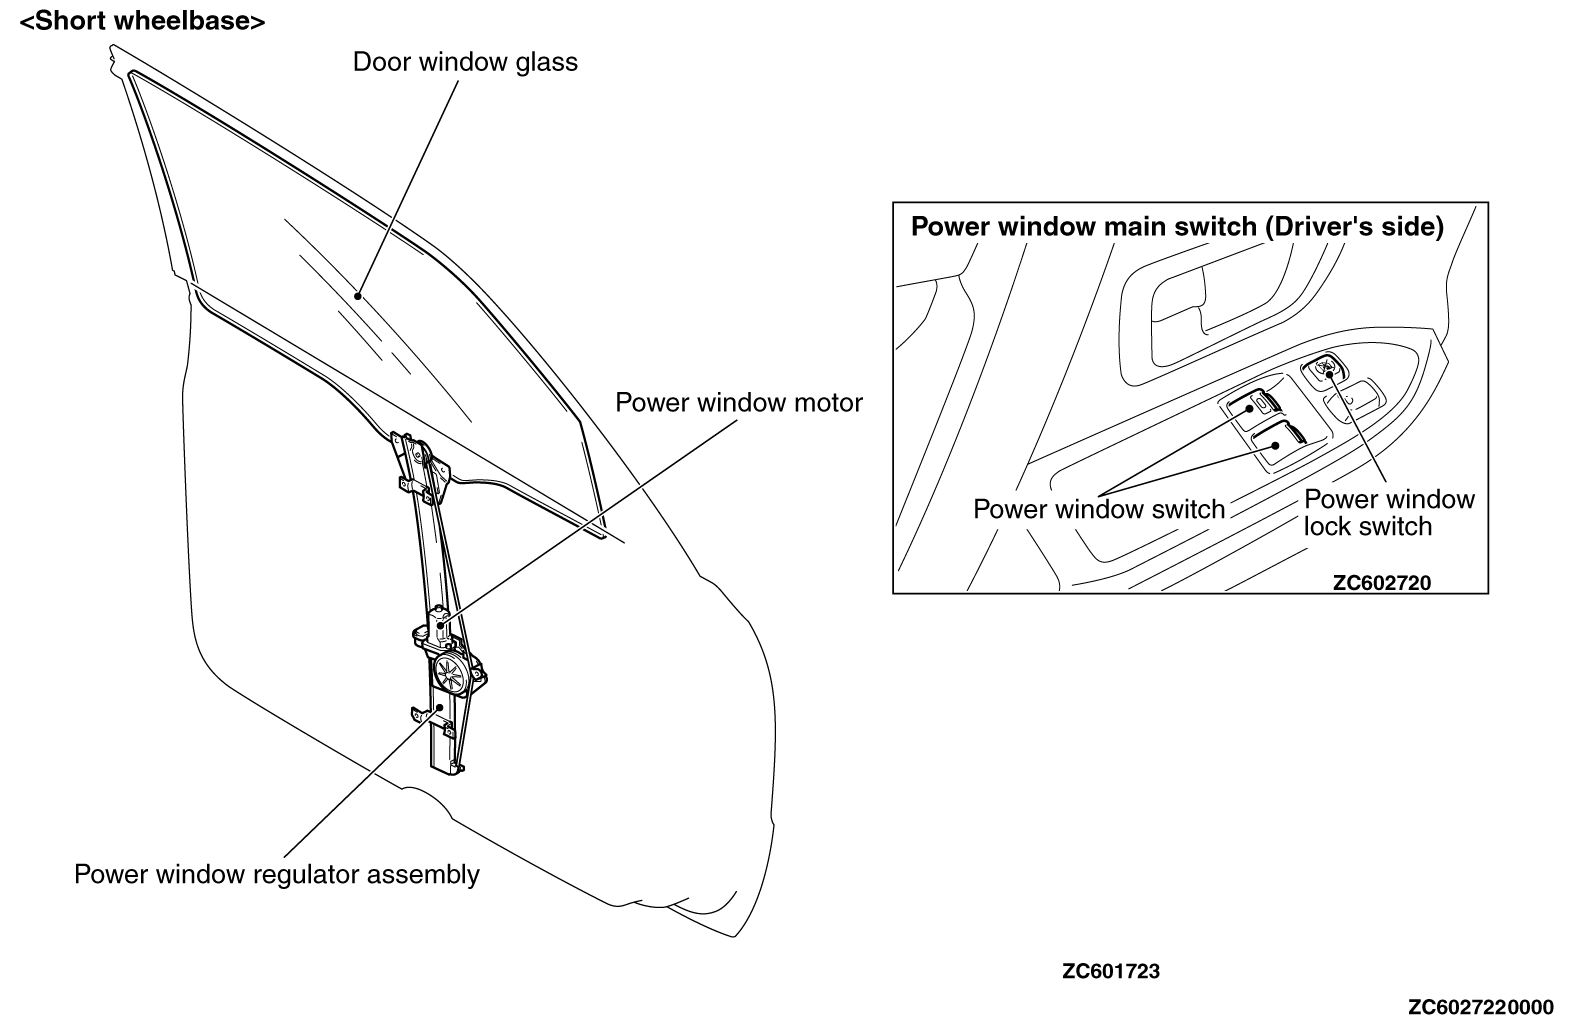 <Short wheelbase>
Door window glass
Power window motor
Power window regulator assembly
Power window main switch (Driver's side)
Power window switch
Power window
lock switch
ZC602720
ZC601723
ZC6027220000